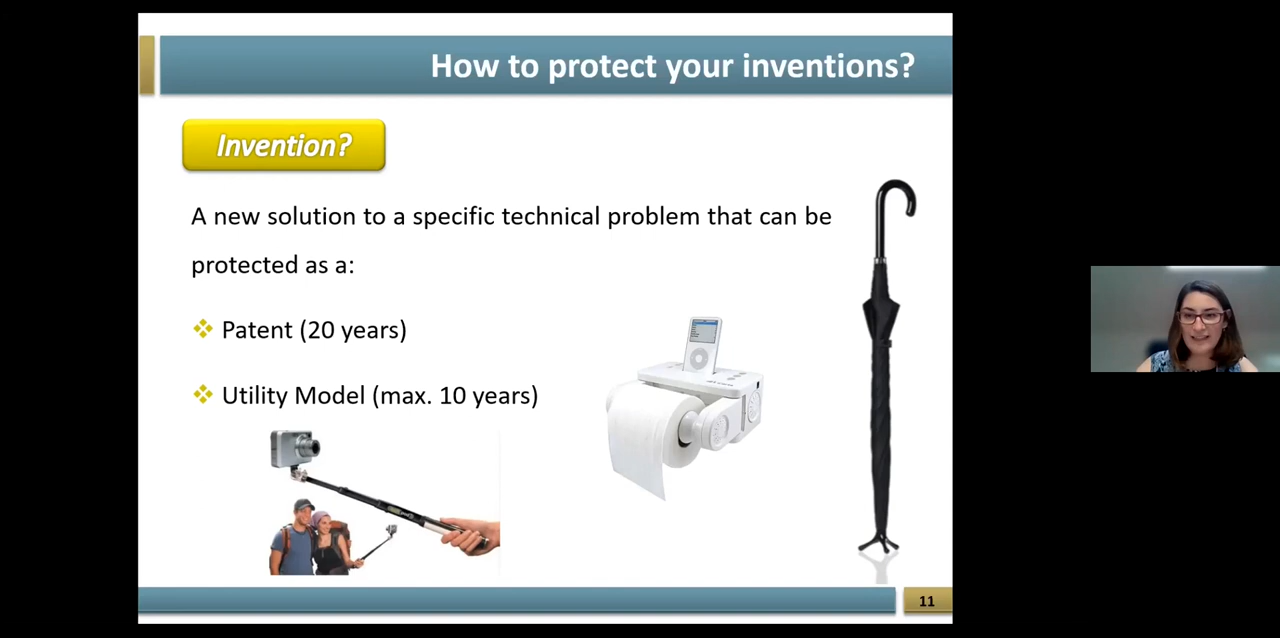 How to protect your inventions?
Invention?
A new solution to a specific technical problem that can be
protected as a:
Patent (20 years)
Utility Model (max. 10 years)
11